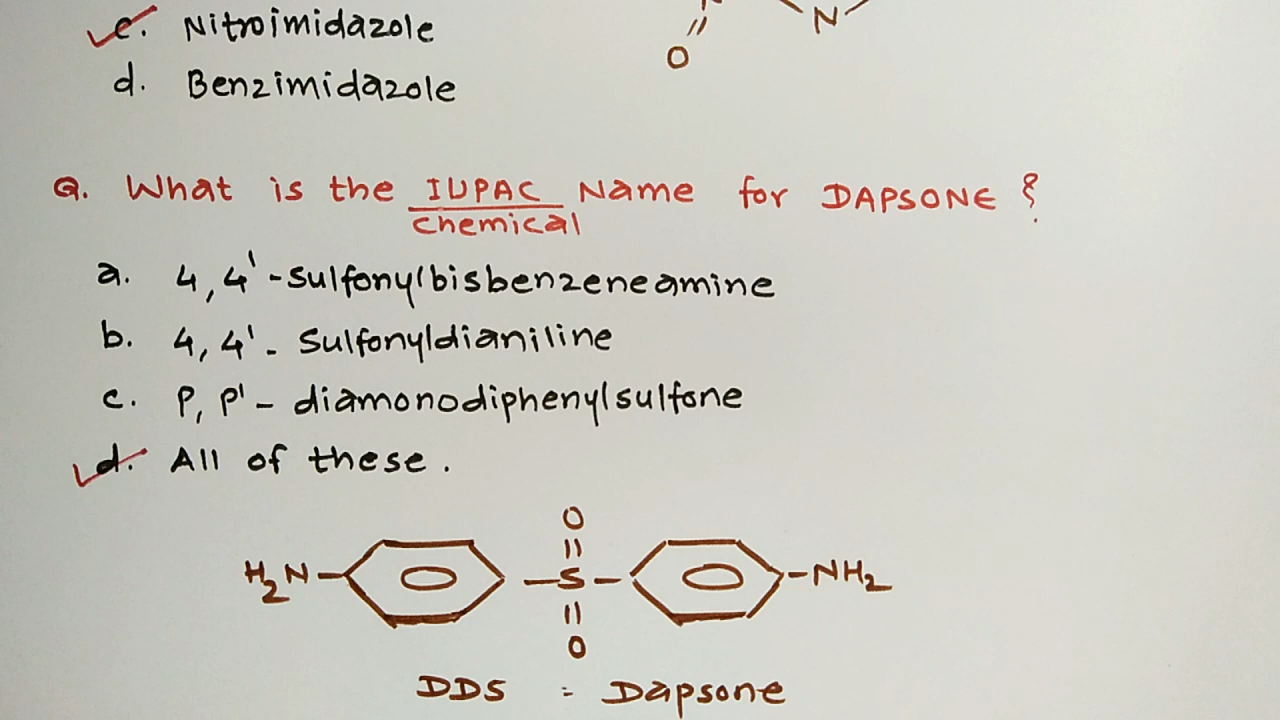 c. Nitroimidazole
O
N
d. Benzimidazole
Q. What is the IUPAC Name for DAPSONE ?
Chemical
a. 4,4'-Sulfonylbisbenzeneamine
b. 4,4'- Sulfonyldianiline
c. P, P' - diamonodiphenylsulfone
d. All of these.
O
H2N - S - NH2
O
DDS = Dapsone